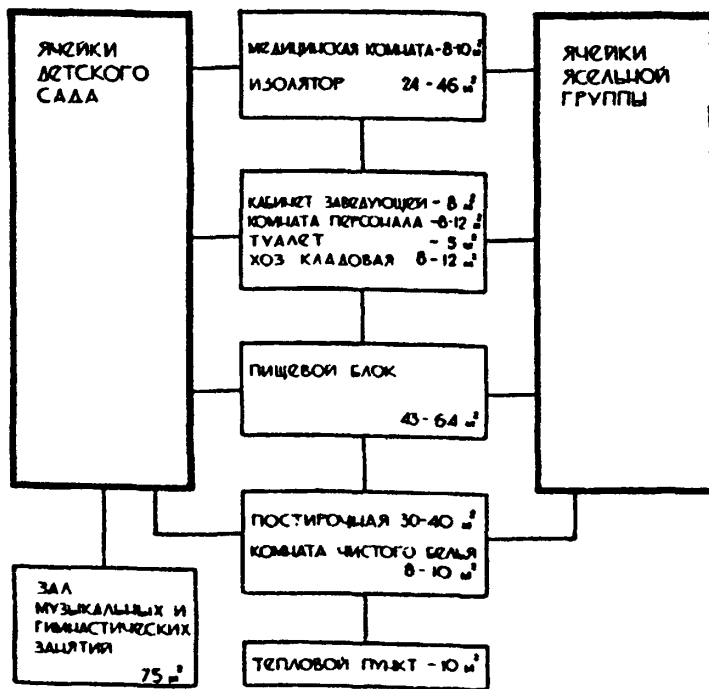 ЯЧЕЙКИ
ДЕТСКОГО
САДА
МЕДИЦИНСКАЯ КОМНАТА-8-10 м²
ИЗОЛЯТОР 24-46 м²
ЯЧЕЙКИ
ЯСЕЛЬНОЙ
ГРУППЫ
КАБИНЕТ ЗАВЕДУЮЩЕЙ - 8 м²
КОМНАТА ПЕРСОНАЛА -8-12 м²
ТУАЛЕТ - 3 м²
ХОЗ КЛАДОВАЯ 8-12 м²
ПИЩЕВОЙ БЛОК
43-64 м²
ПОСТИРОЧНАЯ 30-40 м²
КОМНАТА ЧИСТОГО БЕЛЬЯ
8-10 м²
ЗАЛ
МУЗЫКАЛЬНЫХ И
ГИМНАСТИЧЕСКИХ
ЗАНЯТИЙ
75 м²
ТЕПЛОВОЙ ПУНКТ -10 м²